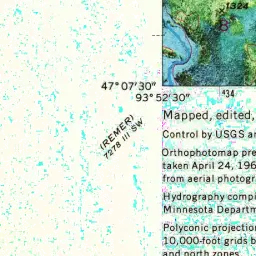 1324
47° 07' 30"
434
93° 52' 30"
(REMER)
7278 III SW
Mapped, edited,
Control by USGS an
Orthophotomap pre
taken April 24, 196
from aerial photogr
Hydrography compi
Minnesota Departm
Polyconic projection
10,000-foot grids b
and north zones